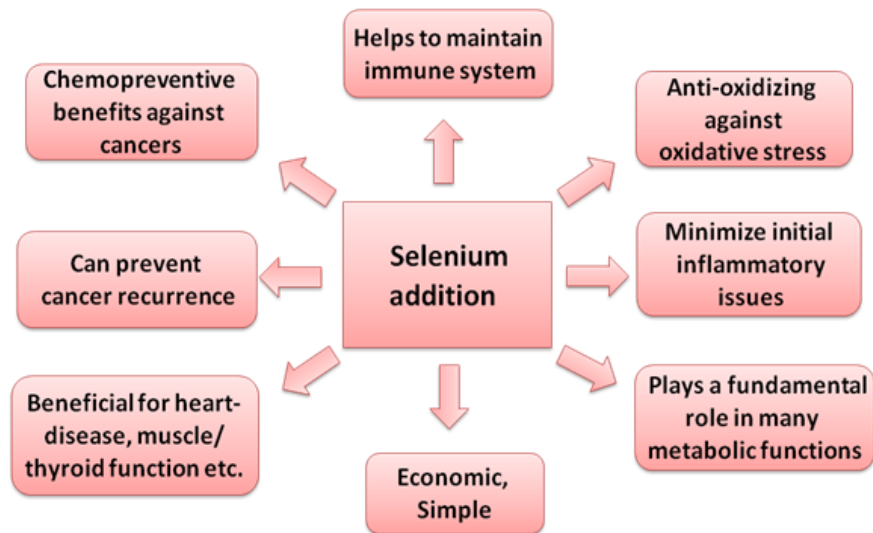 Helps to maintain
immune system
Chemopreventive
benefits against
cancers
Anti-oxidizing
against
oxidative stress
Can prevent
cancer recurrence
Selenium
addition
Minimize initial
inflammatory
issues
Beneficial for heart-
disease, muscle/
thyroid function etc.
Economic,
Simple
Plays a fundamental
role in many
metabolic functions